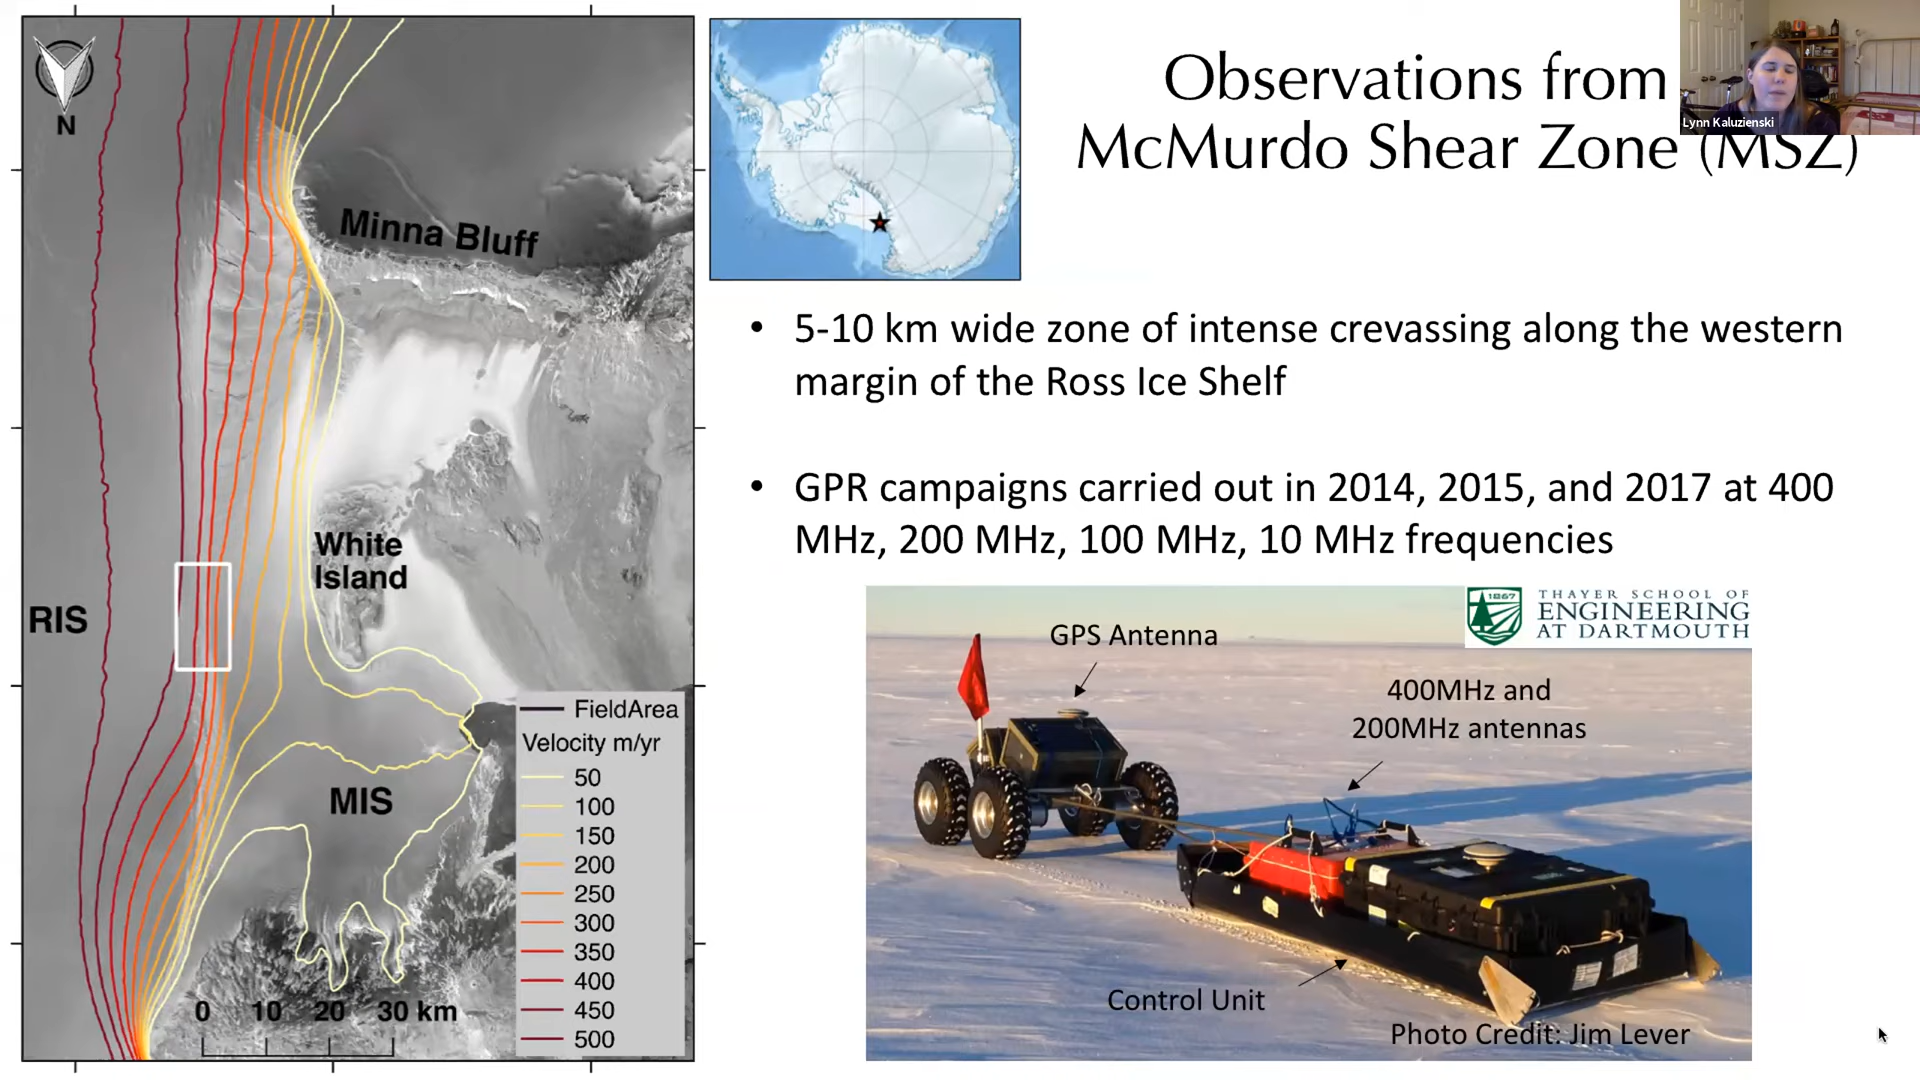 Observations from
McMurdo Shear Zone (MSZ)
Lynn Kaluzienski
N
Minna Bluff
White
Island
RIS
MIS
FieldArea
Velocity m/yr
50
100
150
200
250
300
350
400
450
500
0 10 20 30 km
• 5-10 km wide zone of intense crevassing along the western
margin of the Ross Ice Shelf
• GPR campaigns carried out in 2014, 2015, and 2017 at 400
MHz, 200 MHz, 100 MHz, 10 MHz frequencies
1867
THAYER SCHOOL OF
ENGINEERING
AT DARTMOUTH
GPS Antenna
400MHz and
200MHz antennas
Control Unit
Photo Credit: Jim Lever